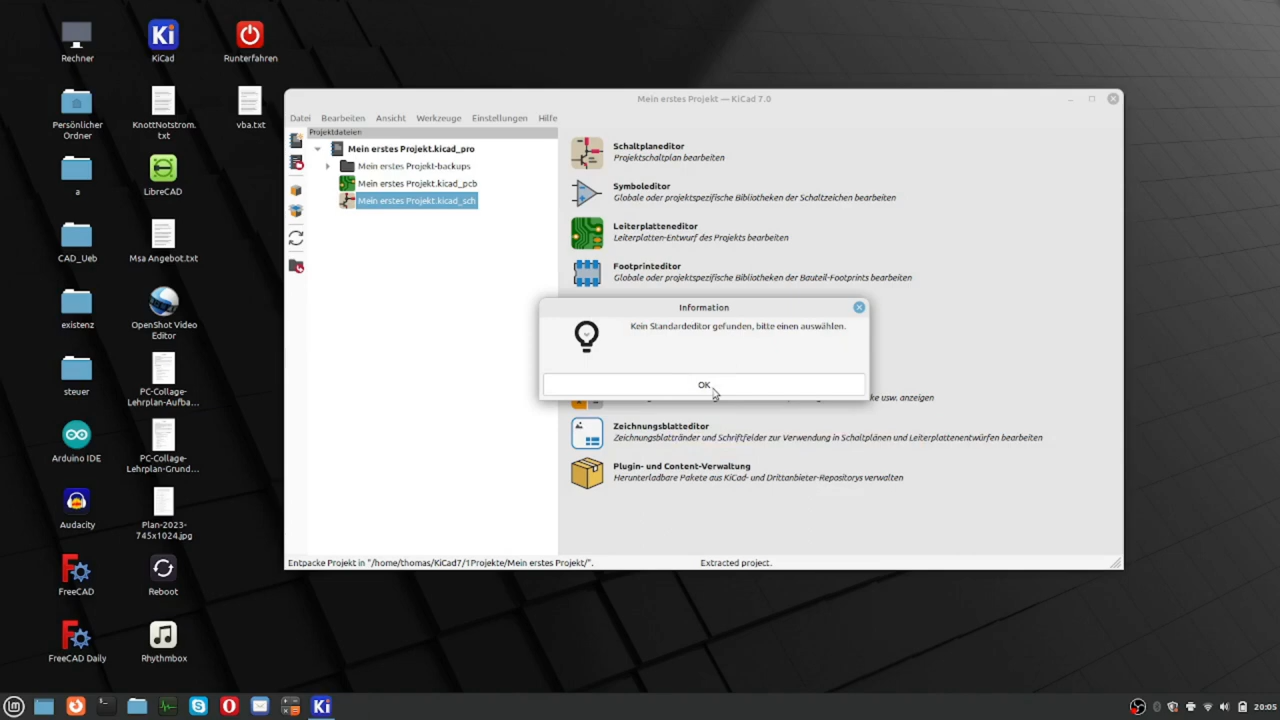 Rechner
KiCad
Runterfahren
Persönlicher
Ordner
KnottNotstrom.
txt
vba.txt
a
LibreCAD
CAD_Ueb
Msa Angebot.txt
existenz
OpenShot Video
Editor
steuer
PC-Collage-
Lehrplan-Aufba...
Arduino IDE
PC-Collage-
Lehrplan-Grund...
Audacity
Plan-2023-
745x1024.jpg
FreeCAD
Reboot
FreeCAD Daily
Rhythmbox
Mein erstes Projekt — KiCad 7.0
Datei Bearbeiten Ansicht Werkzeuge Einstellungen Hilfe
Projektdateien
Mein erstes Projekt.kicad_pro
Mein erstes Projekt-backups
Mein erstes Projekt.kicad_pcb
Mein erstes Projekt.kicad_sch
Schaltplaneditor
Projektschaltplan bearbeiten
Symboleditor
Globale oder projektspezifische Bibliotheken der Schaltzeichen bearbeiten
Leiterplatteneditor
Leiterplatten-Entwurf des Projekts bearbeiten
Footprinteditor
Globale oder projektspezifische Bibliotheken der Bauteil-Footprints bearbeiten
Information
Kein Standardeditor gefunden, bitte einen auswählen.
OK
ke usw. anzeigen
Zeichnungsblatteditor
Zeichnungsblattränder und Schriftfelder zur Verwendung in Schaltplänen und Leiterplattenentwürfen bearbeiten
Plugin- und Content-Verwaltung
Herunterladbare Pakete aus KiCad- und Drittanbieter-Repositorys verwalten
Entpacke Projekt in "/home/thomas/KiCad7/1Projekte/Mein erstes Projekt/".
Extracted project.
20:05